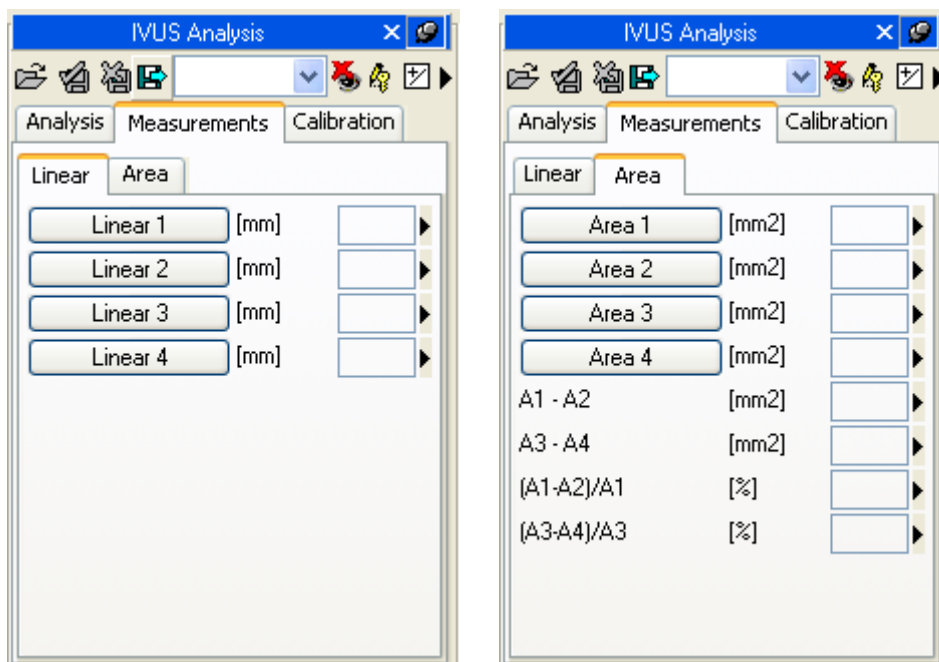 IVUS Analysis
Analysis Measurements Calibration
Linear Area
Linear 1 [mm]
Linear 2 [mm]
Linear 3 [mm]
Linear 4 [mm]
IVUS Analysis
Analysis Measurements Calibration
Linear Area
Area 1 [mm2]
Area 2 [mm2]
Area 3 [mm2]
Area 4 [mm2]
A1 - A2 [mm2]
A3 - A4 [mm2]
(A1-A2)/A1 [%]
(A3-A4)/A3 [%]